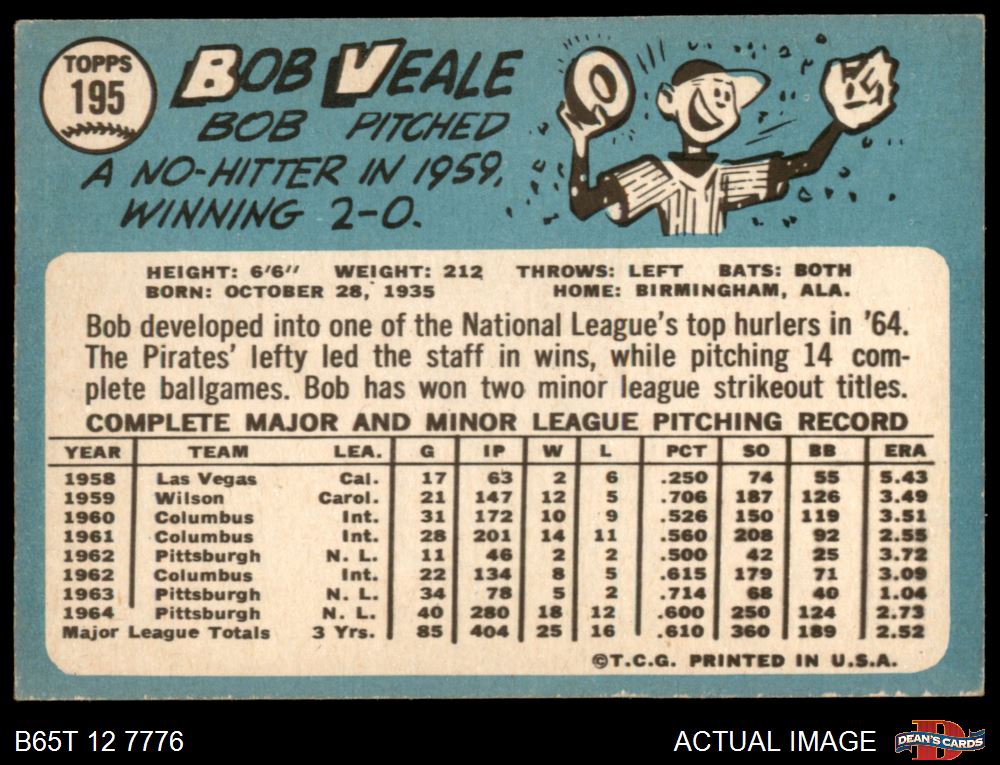 TOPPS
195
BOB VEALE
BOB PITCHED
A NO-HITTER IN 1959,
WINNING 2-0.
HEIGHT: 6'6" WEIGHT: 212 THROWS: LEFT BATS: BOTH
BORN: OCTOBER 28, 1935 HOME: BIRMINGHAM, ALA.
Bob developed into one of the National League's top hurlers in '64.
The Pirates' lefty led the staff in wins, while pitching 14 com-
plete ballgames. Bob has won two minor league strikeout titles.
COMPLETE MAJOR AND MINOR LEAGUE PITCHING RECORD
YEAR TEAM LEA. G IP W L PCT SO BB ERA
1958 Las Vegas Cal. 17 63 2 6 .250 74 55 5.43
1959 Wilson Carol. 21 147 12 5 .706 187 126 3.49
1960 Columbus Int. 31 172 10 9 .526 150 119 3.51
1961 Columbus Int. 28 201 14 11 .560 208 92 2.55
1962 Pittsburgh N. L. 11 46 2 2 .500 42 25 3.72
1962 Columbus Int. 22 134 8 5 .615 179 71 3.09
1963 Pittsburgh N. L. 34 78 5 2 .714 68 40 1.04
1964 Pittsburgh N. L. 40 280 18 12 .600 250 124 2.73
Major League Totals 3 Yrs. 85 404 25 16 .610 360 189 2.52
©T.C.G. PRINTED IN U.S.A.
B65T 12 7776 ACTUAL IMAGE
DEAN'S CARDS